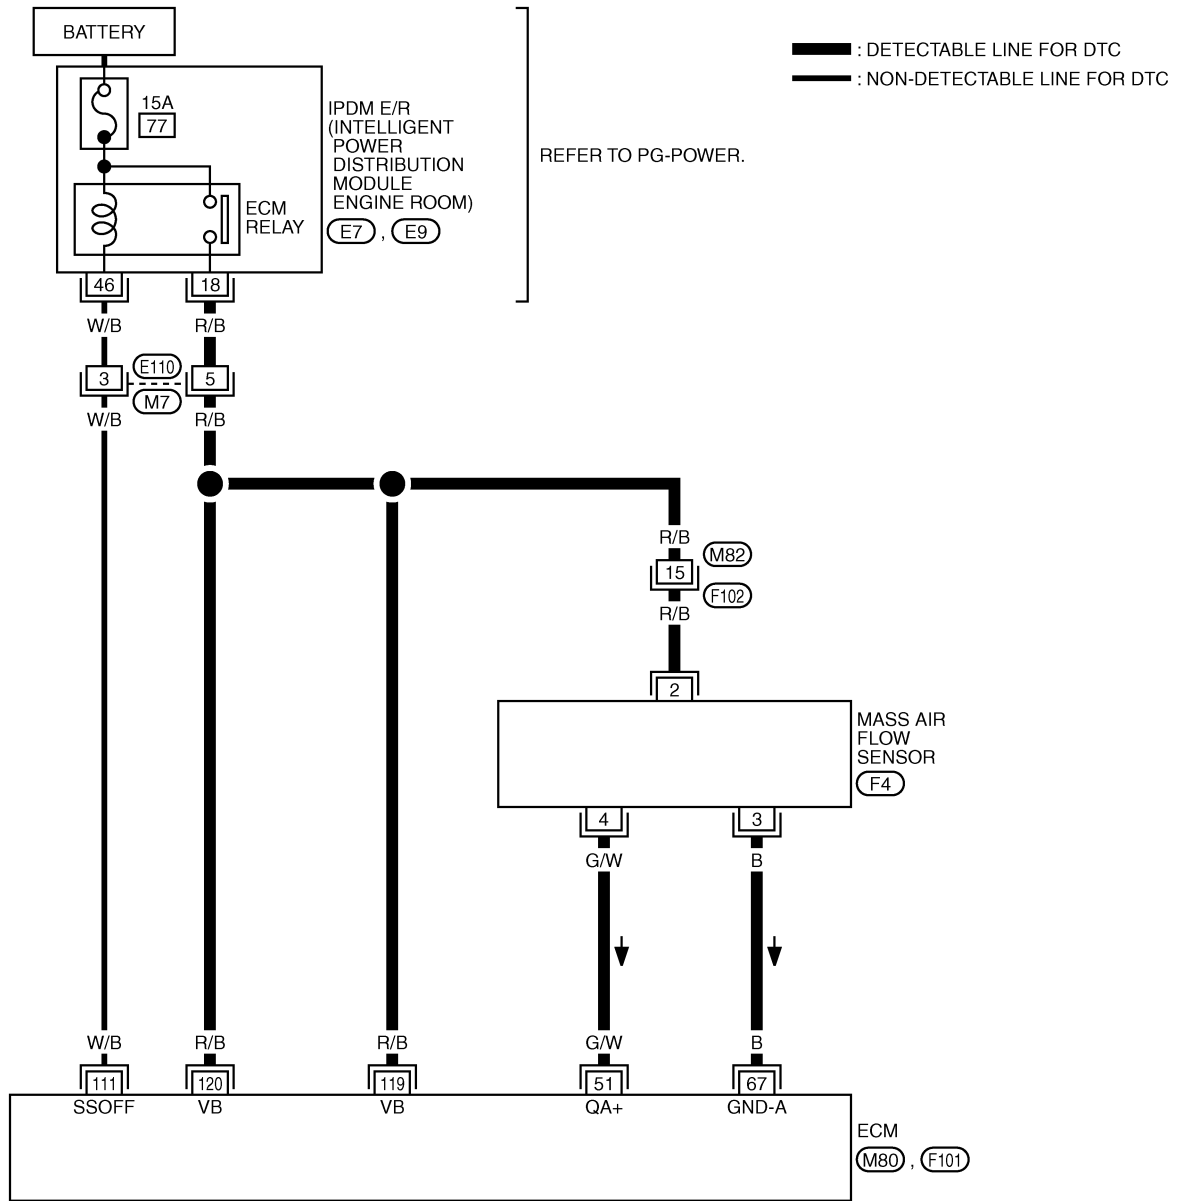 BATTERY
: DETECTABLE LINE FOR DTC
: NON-DETECTABLE LINE FOR DTC
15A
77
IPDM E/R
(INTELLIGENT
POWER
DISTRIBUTION
MODULE
ENGINE ROOM)
E7 , E9
REFER TO PG-POWER.
ECM
RELAY
46 18
W/B R/B
3 E110 5
M7
W/B R/B
R/B
M82
15
F102
R/B
2
MASS AIR
FLOW
SENSOR
F4
4 3
G/W B
W/B R/B R/B G/W B
111 120 119 51 67
SSOFF VB VB QA+ GND-A
ECM
M80 , F101